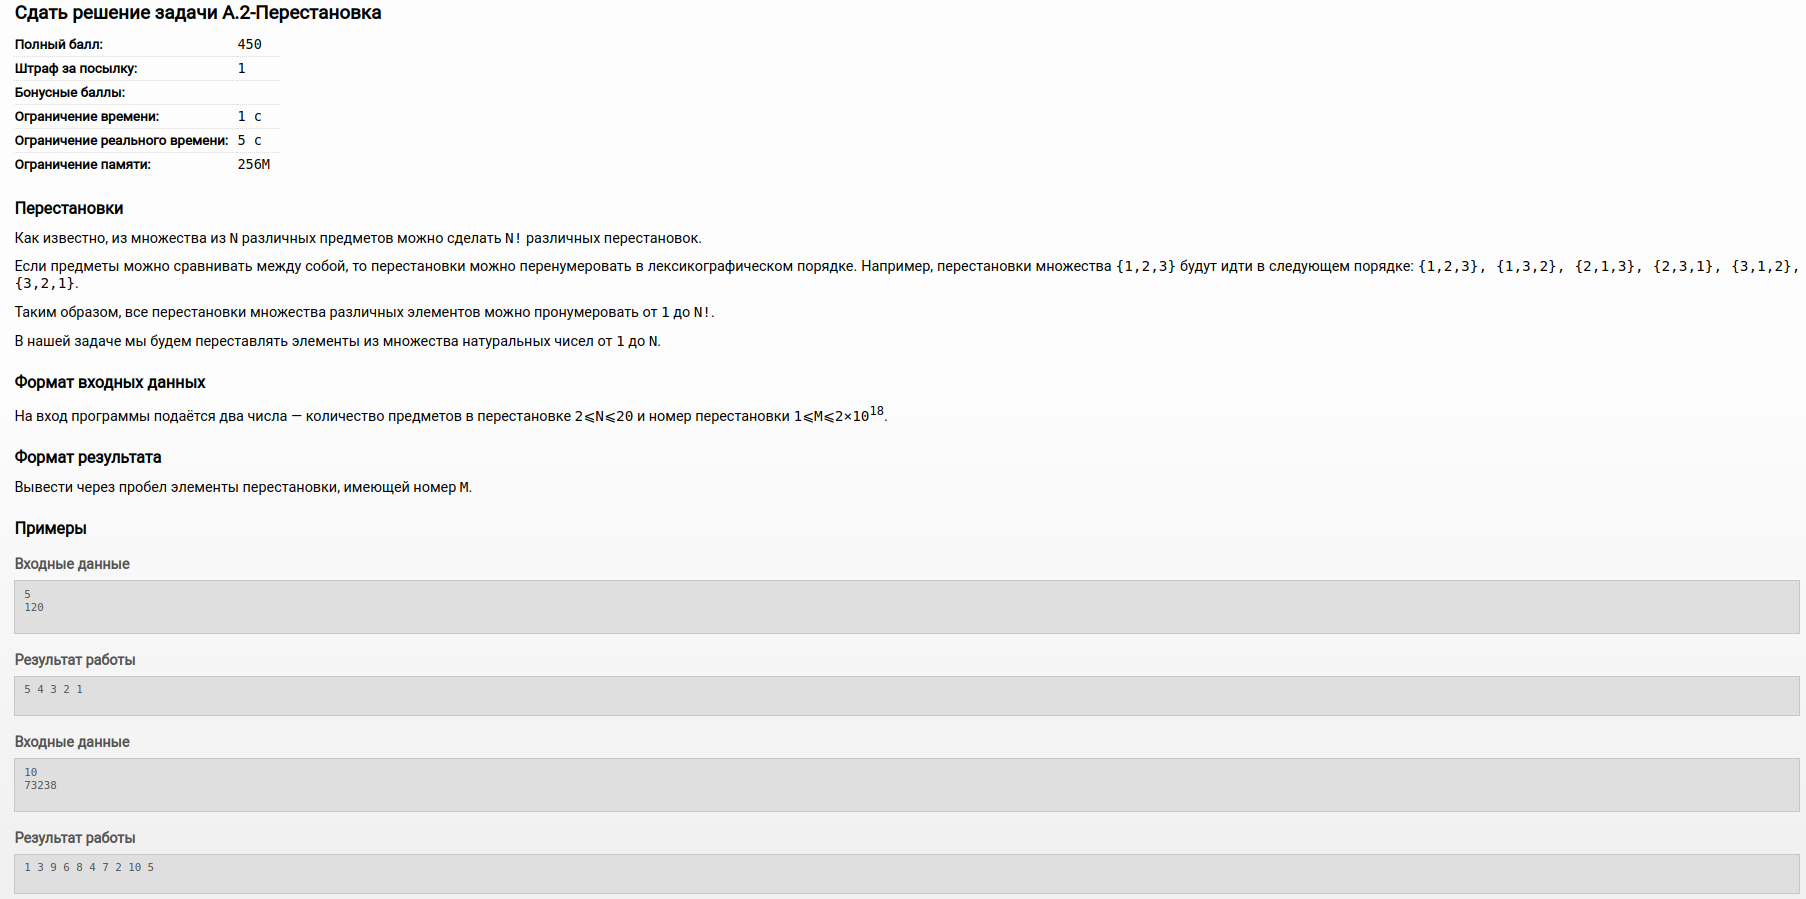 Сдать решение задачи A.2-Перестановка
Полный балл: 450
Штраф за посылку: 1
Бонусные баллы:
Ограничение времени: 1 с
Ограничение реального времени: 5 с
Ограничение памяти: 256M
Перестановки
Как известно, из множества из N различных предметов можно сделать N! различных перестановок.
Если предметы можно сравнивать между собой, то перестановки можно перенумеровать в лексикографическом порядке. Например, перестановки множества {1,2,3} будут идти в следующем порядке: {1,2,3}, {1,3,2}, {2,1,3}, {2,3,1}, {3,1,2},
{3,2,1}.
Таким образом, все перестановки множества различных элементов можно пронумеровать от 1 до N!.
В нашей задаче мы будем переставлять элементы из множества натуральных чисел от 1 до N.
Формат входных данных
На вход программы подаётся два числа — количество предметов в перестановке 2⩽N⩽20 и номер перестановки 1⩽M⩽2×10^18.
Формат результата
Вывести через пробел элементы перестановки, имеющей номер M.
Примеры
Входные данные
5
120
Результат работы
5 4 3 2 1
Входные данные
10
73238
Результат работы
1 3 9 6 8 4 7 2 10 5